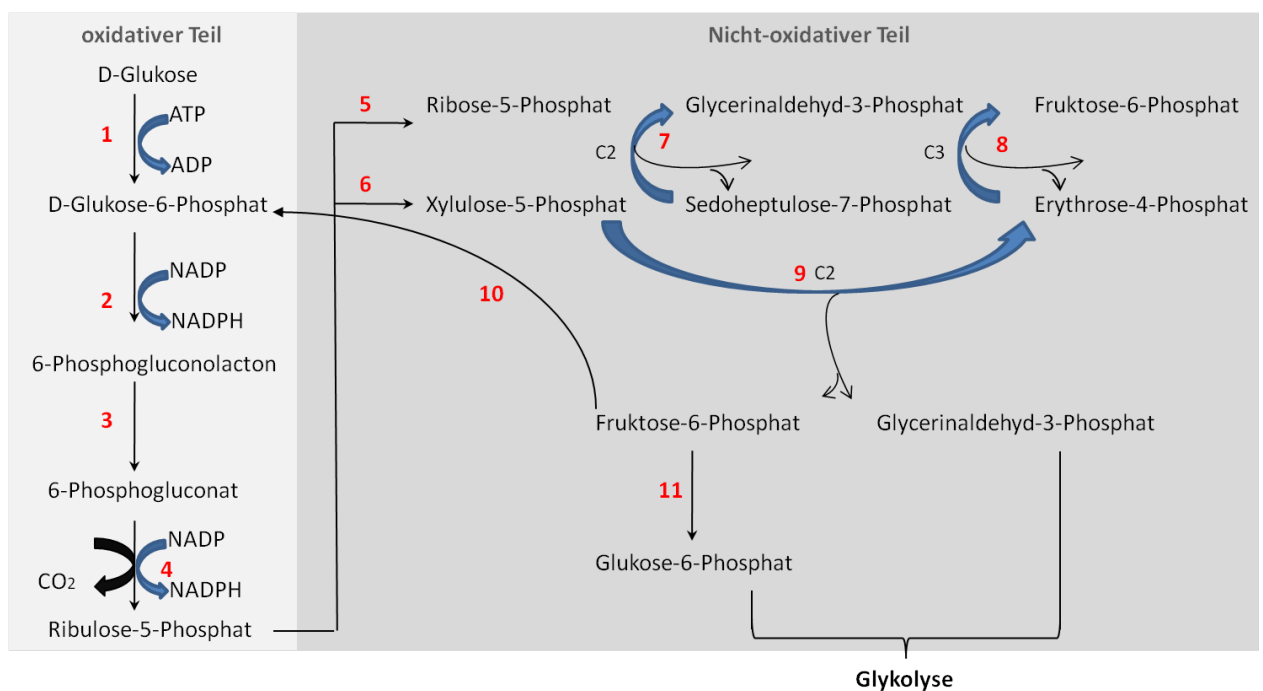 oxidativer Teil
D-Glukose
1
ATP
ADP
D-Glukose-6-Phosphat
2
NADP
NADPH
6-Phosphogluconolacton
3
6-Phosphogluconat
NADP
4
CO2
NADPH
Ribulose-5-Phosphat
Nicht-oxidativer Teil
5
Ribose-5-Phosphat
Glycerinaldehyd-3-Phosphat
Fruktose-6-Phosphat
C2
7
C3
8
6
Xylulose-5-Phosphat
Sedoheptulose-7-Phosphat
Erythrose-4-Phosphat
9 C2
10
Fruktose-6-Phosphat
Glycerinaldehyd-3-Phosphat
11
Glukose-6-Phosphat
Glykolyse